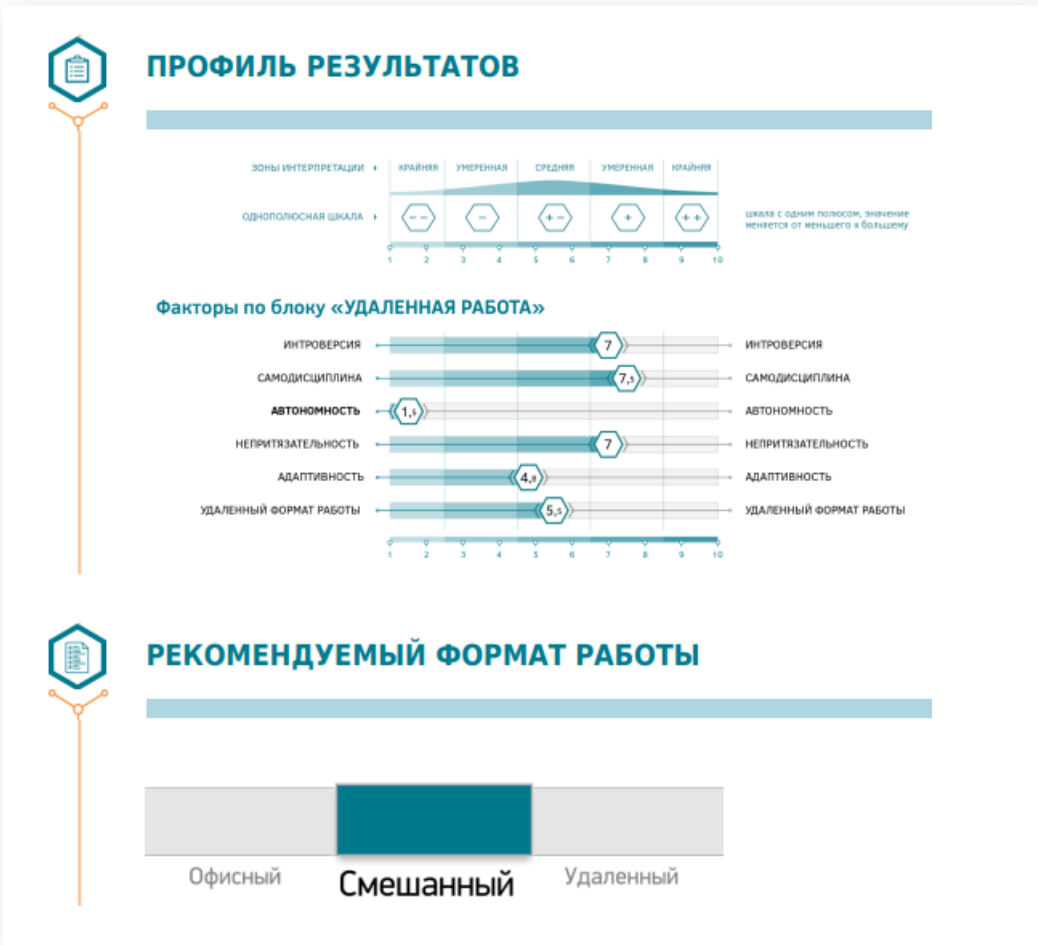 ПРОФИЛЬ РЕЗУЛЬТАТОВ
ЗОНЫ ИНТЕРПРЕТАЦИИ КРАЙНЯЯ УМЕРЕННАЯ СРЕДНЯЯ УМЕРЕННАЯ КРАЙНЯЯ
ОДНОПОЛЮСНАЯ ШКАЛА -- - +- + ++
шкала с одним полюсом, значение
меняется от меньшего к большему
1 2 3 4 5 6 7 8 9 10
Факторы по блоку «УДАЛЕННАЯ РАБОТА»
ИНТРОВЕРСИЯ 7 ИНТРОВЕРСИЯ
САМОДИСЦИПЛИНА 7,5 САМОДИСЦИПЛИНА
АВТОНОМНОСТЬ 1,5 АВТОНОМНОСТЬ
НЕПРИТЯЗАТЕЛЬНОСТЬ 7 НЕПРИТЯЗАТЕЛЬНОСТЬ
АДАПТИВНОСТЬ 4,8 АДАПТИВНОСТЬ
УДАЛЕННЫЙ ФОРМАТ РАБОТЫ 5,5 УДАЛЕННЫЙ ФОРМАТ РАБОТЫ
1 2 3 4 5 6 7 8 9 10
РЕКОМЕНДУЕМЫЙ ФОРМАТ РАБОТЫ
Офисный Смешанный Удаленный